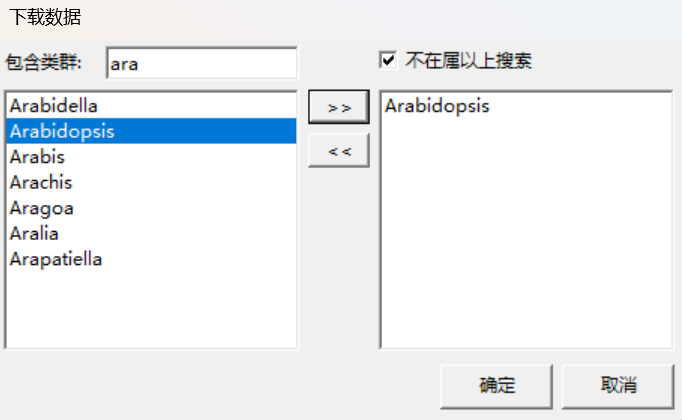 下载数据
包含类群: ara
不在属以上搜索
Arabidella
Arabidopsis
Arabis
Arachis
Aragoa
Aralia
Arapatiella
>>
<<
Arabidopsis
确定
取消